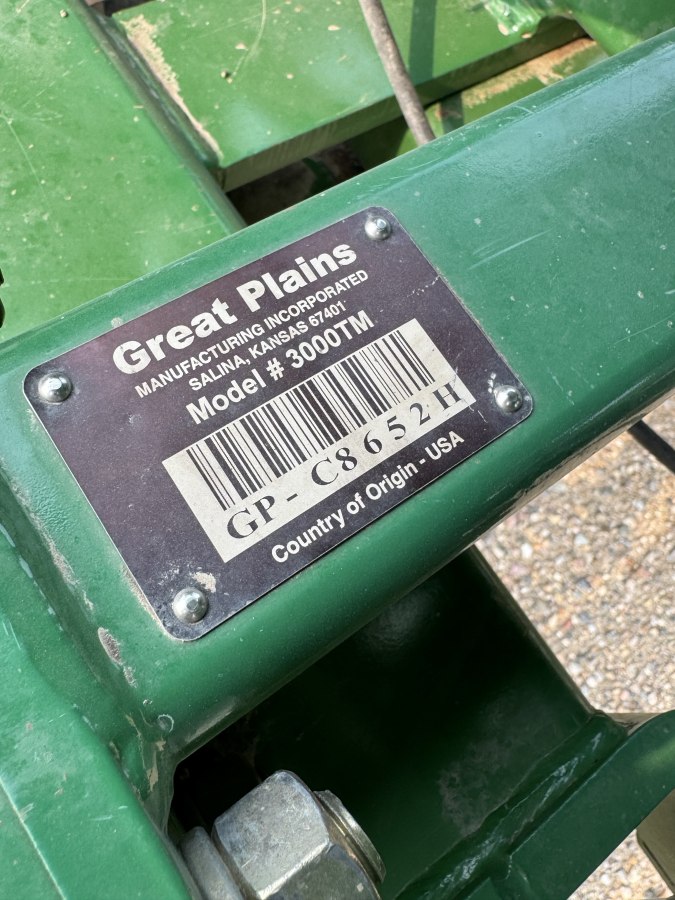 Great Plains
MANUFACTURING INCORPORATED
SALINA, KANSAS 67401
Model # 3000TM
GP - C8652H
Country of Origin - USA